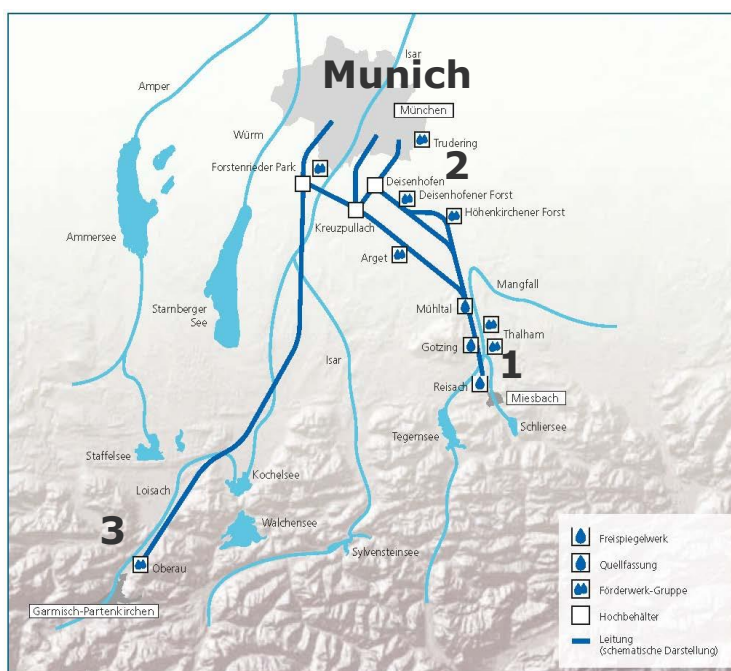 Isar
Munich
Amper
München
Würm
Trudering
Forstenrieder Park
2
Deisenhofen
Deisenhofener Forst
Höhenkirchener Forst
Kreuzpullach
Ammersee
Arget
Mangfall
Starnberger
See
Mühltal
Thalham
Gotzing
Isar
1
Reisach
Miesbach
Schliersee
Tegernsee
Staffelsee
Kochelsee
Loisach
3
Walchensee
Sylvensteinsee
Oberau
Garmisch-Partenkirchen
Freispiegelwerk
Quellfassung
Förderwerk-Gruppe
Hochbehälter
Leitung
(schematische Darstellung)